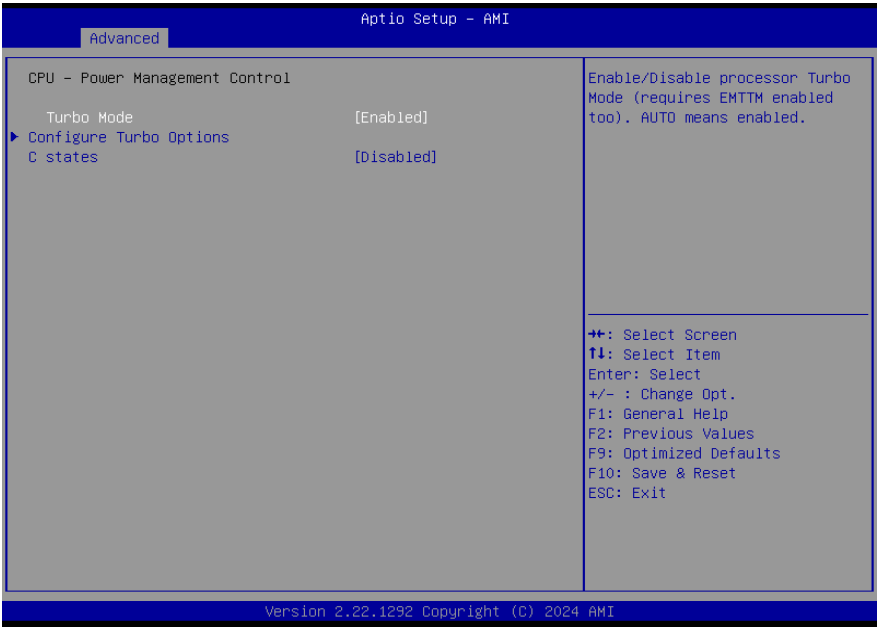 Aptio Setup – AMI
Advanced
CPU – Power Management Control
Turbo Mode [Enabled]
Configure Turbo Options
C states [Disabled]
Enable/Disable processor Turbo
Mode (requires EMTTM enabled
too). AUTO means enabled.
→←: Select Screen
↑↓: Select Item
Enter: Select
+/- : Change Opt.
F1: General Help
F2: Previous Values
F9: Optimized Defaults
F10: Save & Reset
ESC: Exit
Version 2.22.1292 Copyright (C) 2024 AMI